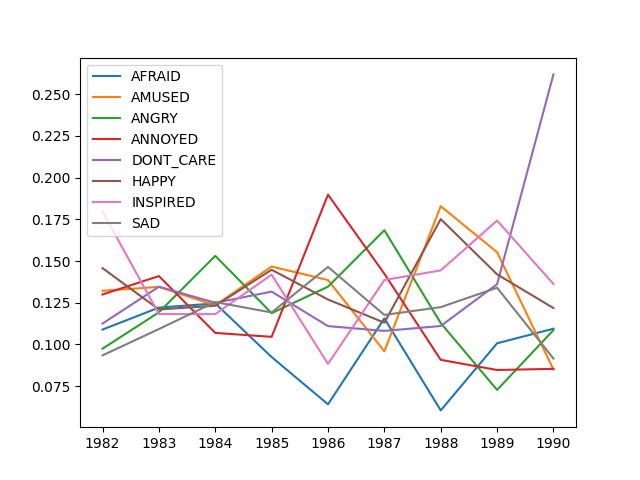 0.250
0.225
0.200
0.175
0.150
0.125
0.100
0.075
AFRAID
AMUSED
ANGRY
ANNOYED
DONT_CARE
HAPPY
INSPIRED
SAD
1982 1983 1984 1985 1986 1987 1988 1989 1990